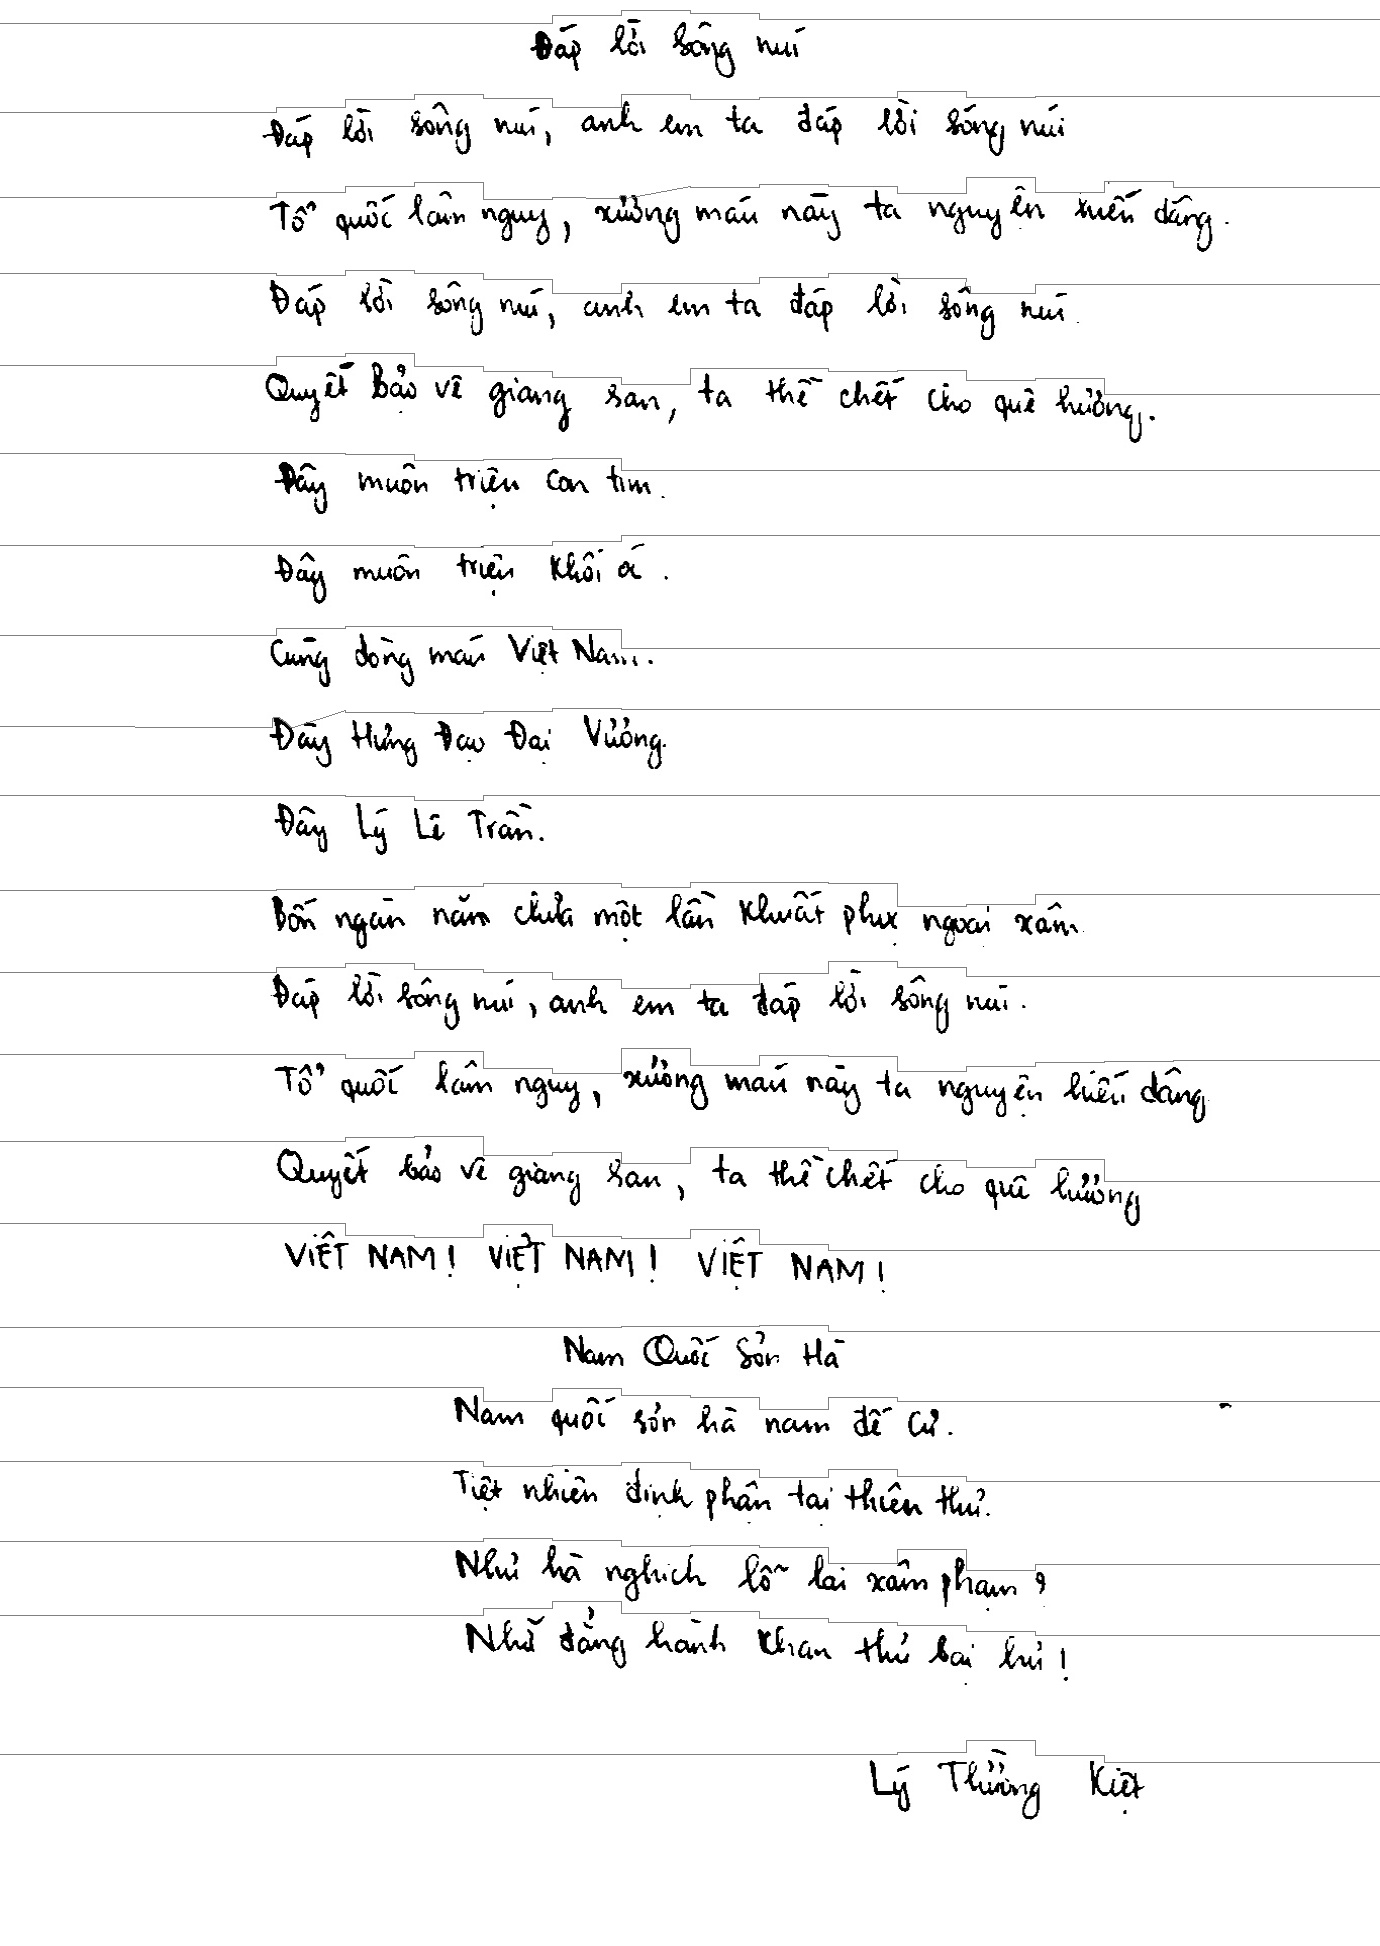 Đáp lời sông núi
Đáp lời sông núi, anh em ta đáp lời sông núi
Tổ quốc lâm nguy, xương máu này ta nguyện hiến dâng.
Đáp lời sông núi, anh em ta đáp lời sông núi.
Quyết bảo vệ giang san, ta thề chết cho quê hương.
Đây muôn triệu con tim.
Đây muôn triệu khối óc.
Cùng dòng máu Việt Nam.
Đây Hưng Đạo Đại Vương.
Đây Lý Lê Trần.
Bốn ngàn năm chưa một lần khuất phục ngoại xâm.
Đáp lời sông núi, anh em ta đáp lời sông núi.
Tổ quốc lâm nguy, xương máu này ta nguyện hiến dâng
Quyết bảo vệ giang san, ta thề chết cho quê hương
VIỆT NAM! VIỆT NAM! VIỆT NAM!
Nam Quốc Sơn Hà
Nam quốc sơn hà nam đế cư.
Tiệt nhiên định phận tại thiên thư.
Như hà nghịch lỗ lai xâm phạm?
Nhữ đẳng hành khan thủ bại hư!
Lý Thường Kiệt